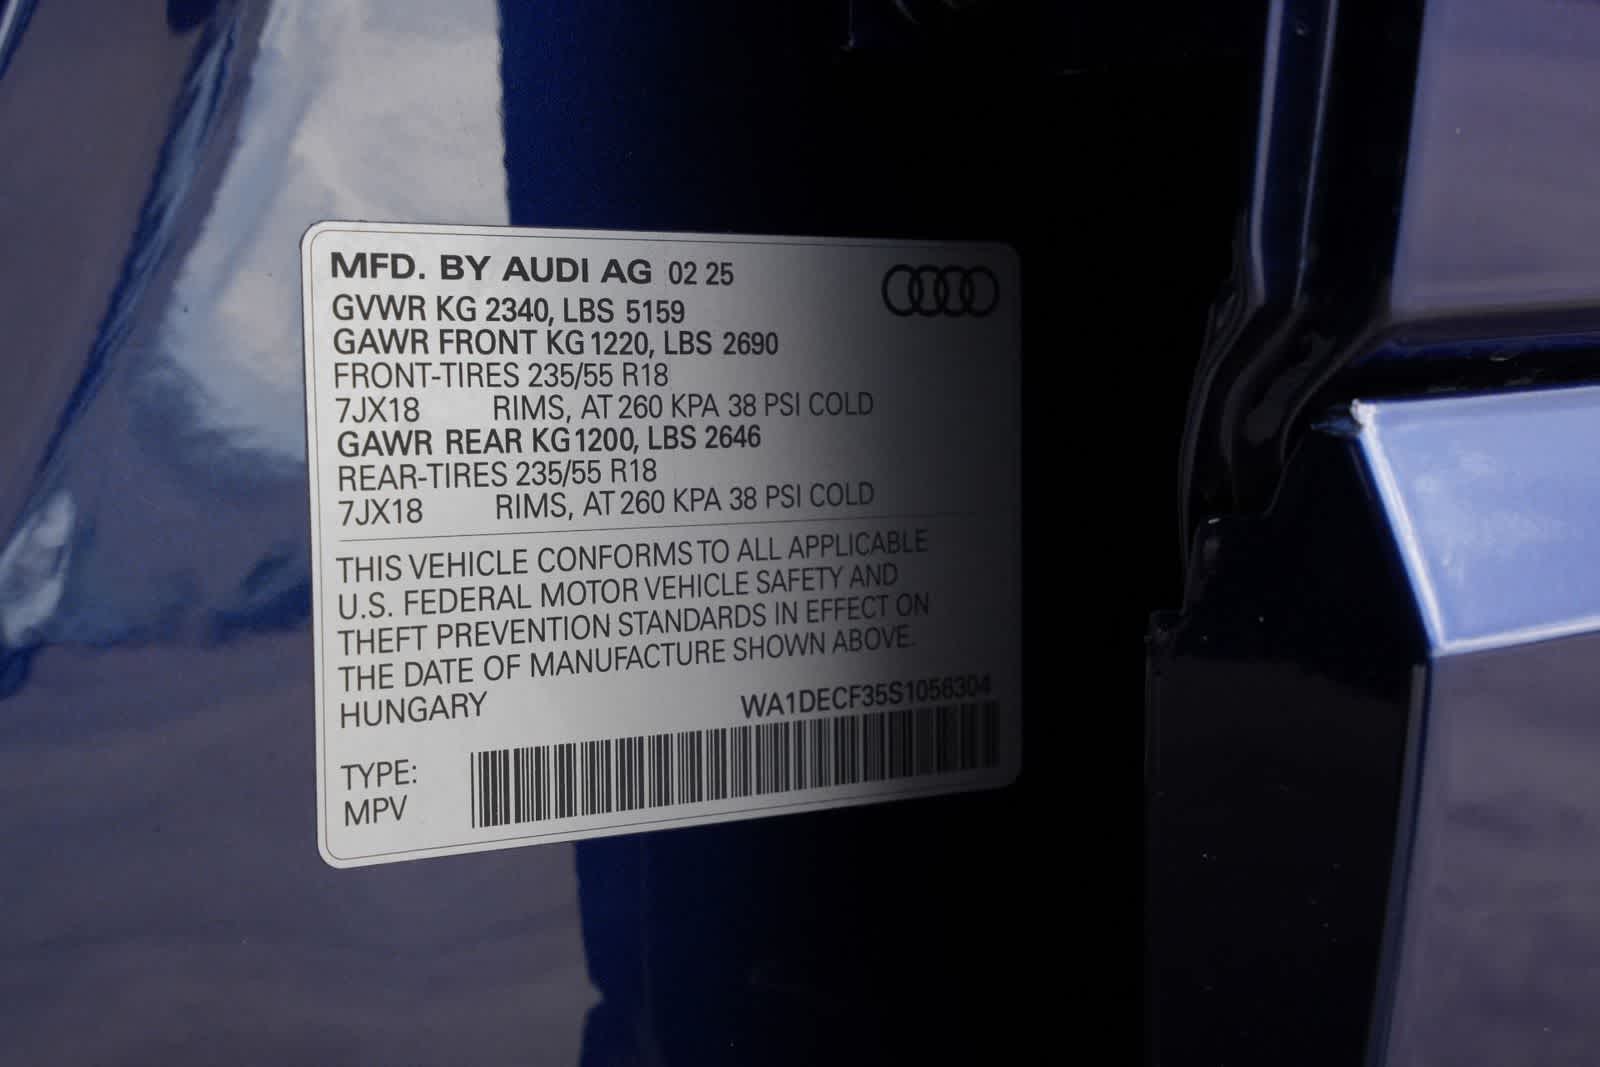 MFD. BY AUDI AG 02 25
GVWR KG 2340, LBS 5159
GAWR FRONT KG 1220, LBS 2690
FRONT-TIRES 235/55 R18
7JX18 RIMS, AT 260 KPA 38 PSI COLD
GAWR REAR KG 1200, LBS 2646
REAR-TIRES 235/55 R18
7JX18 RIMS, AT 260 KPA 38 PSI COLD
THIS VEHICLE CONFORMS TO ALL APPLICABLE
U.S. FEDERAL MOTOR VEHICLE SAFETY AND
THEFT PREVENTION STANDARDS IN EFFECT ON
THE DATE OF MANUFACTURE SHOWN ABOVE.
HUNGARY WA1DECF35S1056304
TYPE:
MPV